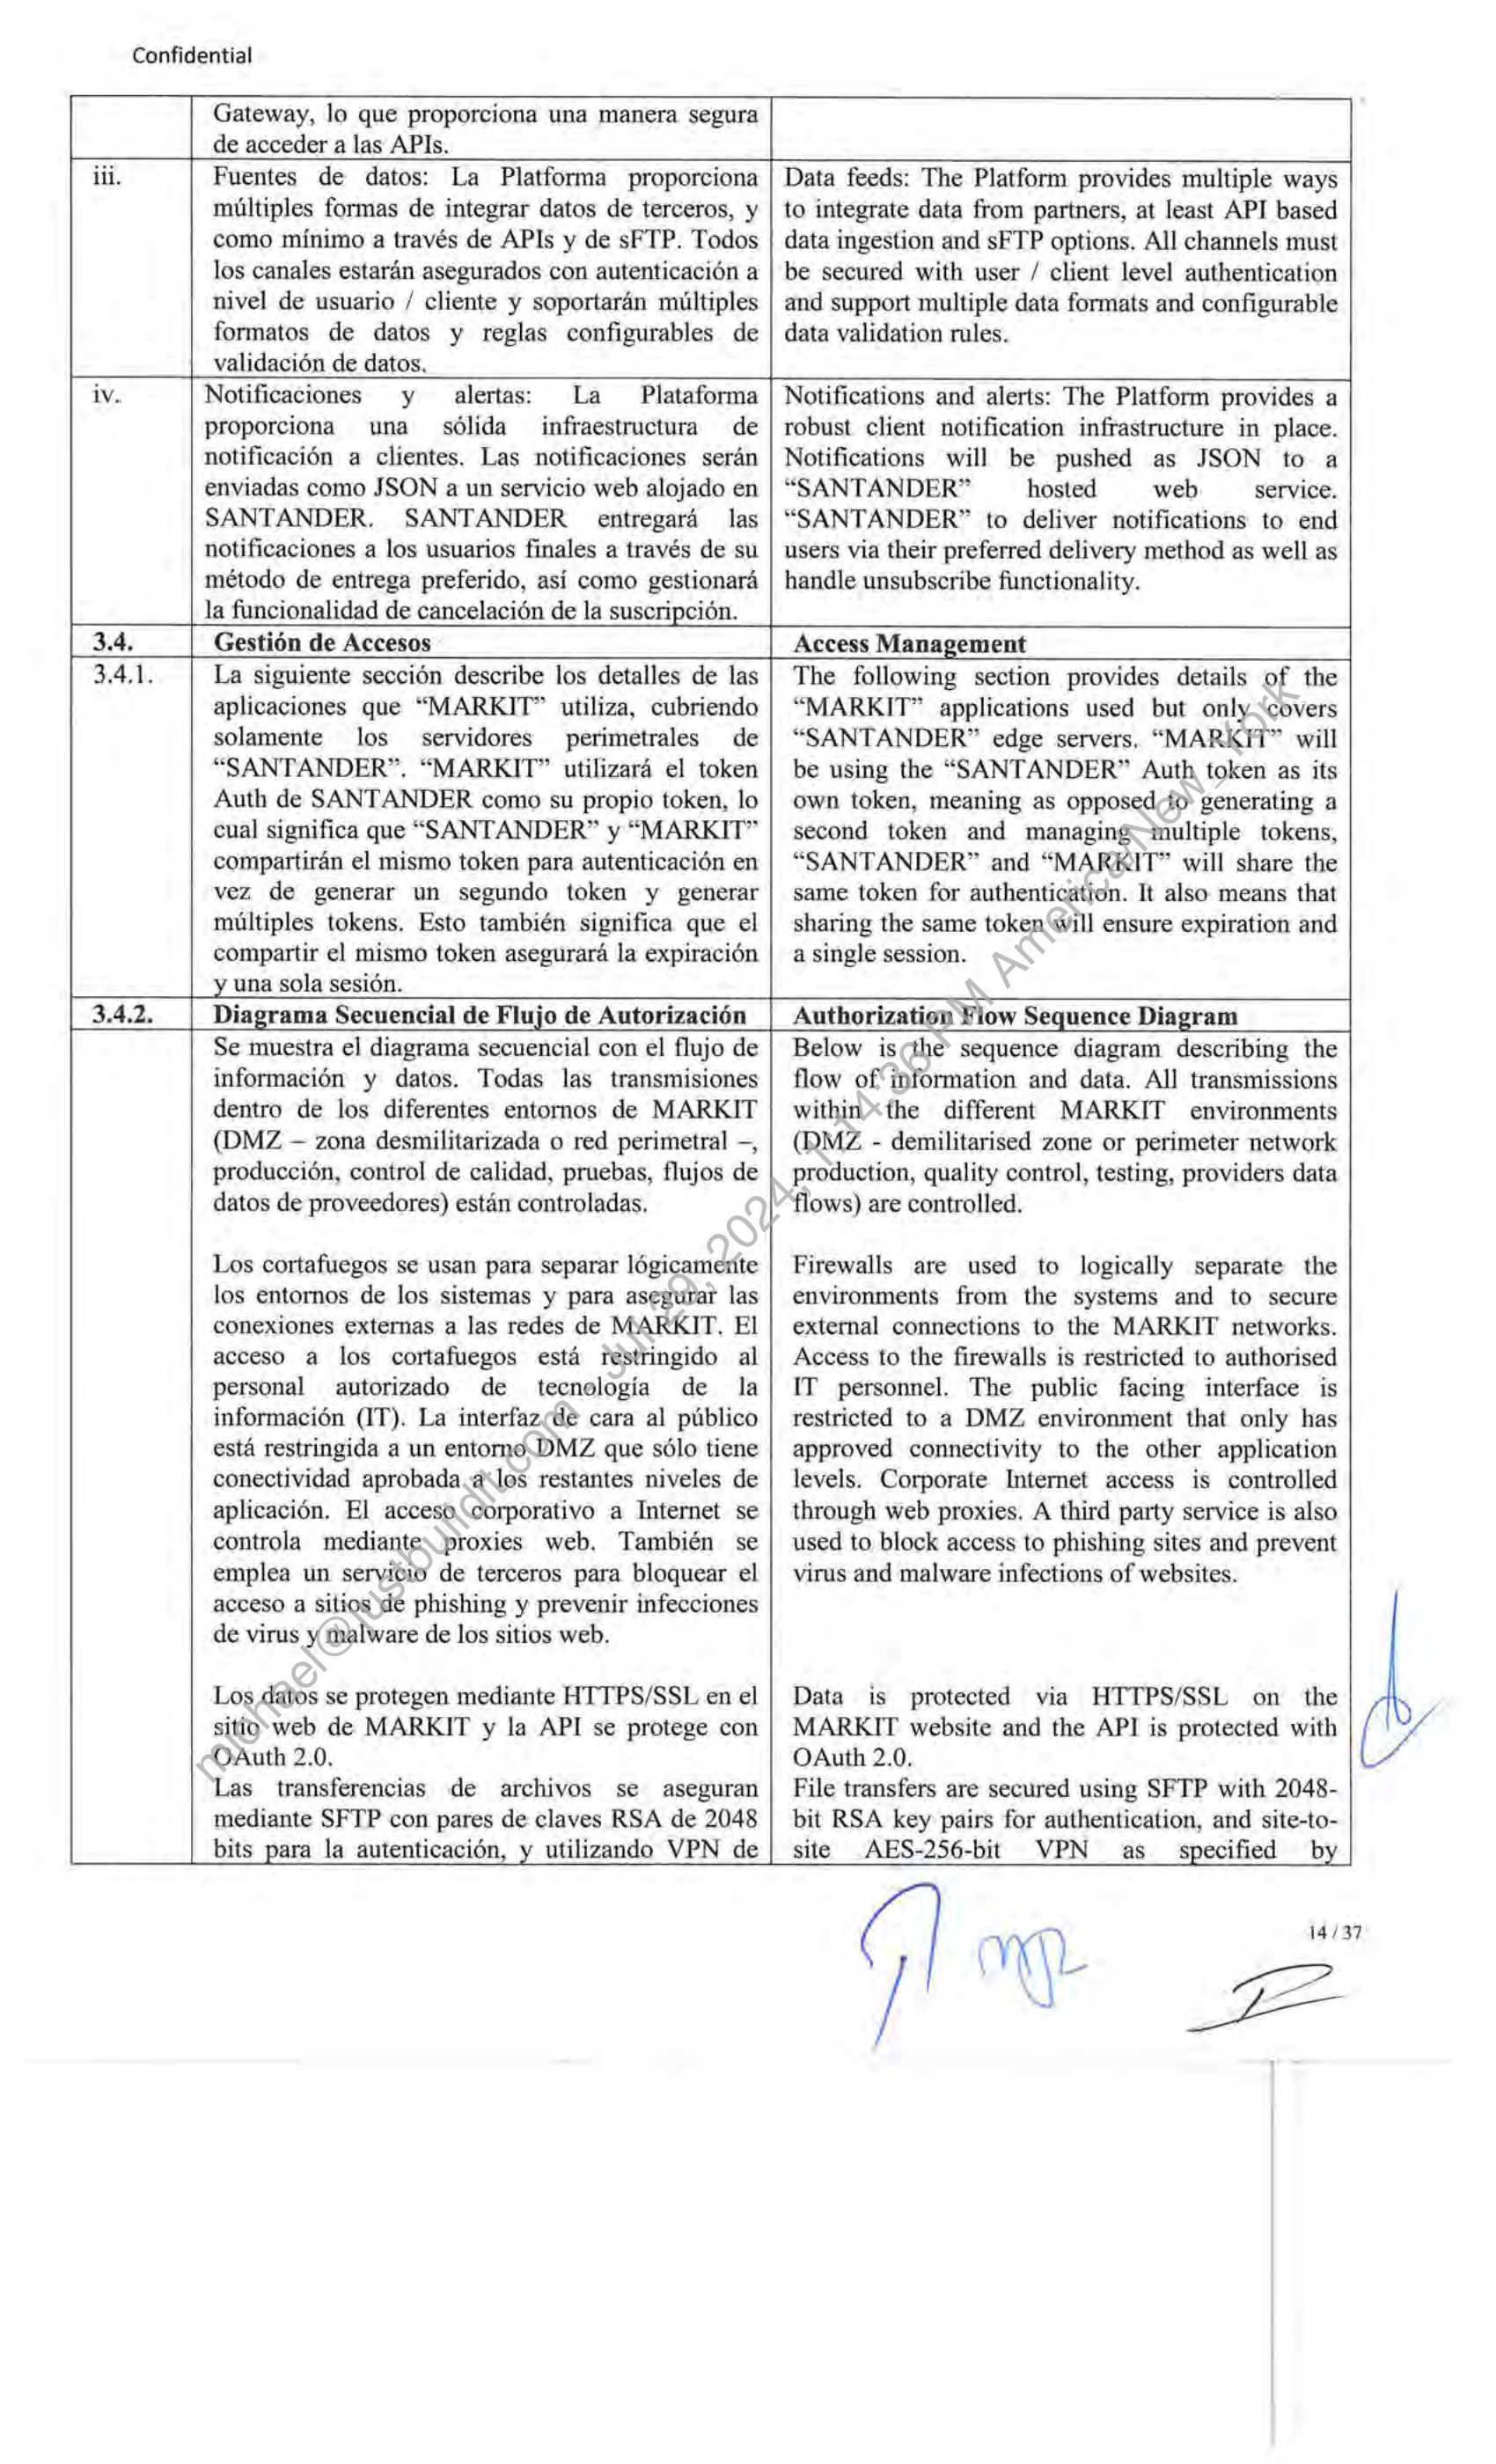 Confidential
Gateway, lo que proporciona una manera segura
de acceder a las APIs.
iii.
Fuentes de datos: La Platforma proporciona
múltiples formas de integrar datos de terceros, y
como mínimo a través de APIs y de sFTP. Todos
los canales estarán asegurados con autenticación a
nivel de usuario / cliente y soportarán múltiples
formatos de datos y reglas configurables de
validación de datos.
Data feeds: The Platform provides multiple ways
to integrate data from partners, at least API based
data ingestion and sFTP options. All channels must
be secured with user / client level authentication
and support multiple data formats and configurable
data validation rules.
iv.
Notificaciones y alertas: La Plataforma
proporciona una sólida infraestructura de
notificación a clientes. Las notificaciones serán
enviadas como JSON a un servicio web alojado en
SANTANDER. SANTANDER entregará las
notificaciones a los usuarios finales a través de su
método de entrega preferido, así como gestionará
la funcionalidad de cancelación de la suscripción.
Notifications and alerts: The Platform provides a
robust client notification infrastructure in place.
Notifications will be pushed as JSON to a
“SANTANDER” hosted web service.
“SANTANDER” to deliver notifications to end
users via their preferred delivery method as well as
handle unsubscribe functionality.
3.4.
Gestión de Accesos
Access Management
3.4.1.
La siguiente sección describe los detalles de las
aplicaciones que “MARKIT” utiliza, cubriendo
solamente los servidores perimetrales de
“SANTANDER”. “MARKIT” utilizará el token
Auth de SANTANDER como su propio token, lo
cual significa que “SANTANDER” y “MARKIT”
compartirán el mismo token para autenticación en
vez de generar un segundo token y generar
múltiples tokens. Esto también significa que el
compartir el mismo token asegurará la expiración
y una sola sesión.
The following section provides details of the
“MARKIT” applications used but only covers
“SANTANDER” edge servers. “MARKIT” will
be using the “SANTANDER” Auth token as its
own token, meaning as opposed to generating a
second token and managing multiple tokens,
“SANTANDER” and “MARKIT” will share the
same token for authentication. It also means that
sharing the same token will ensure expiration and
a single session.
3.4.2.
Diagrama Secuencial de Flujo de Autorización
Authorization Flow Sequence Diagram
Se muestra el diagrama secuencial con el flujo de
información y datos. Todas las transmisiones
dentro de los diferentes entornos de MARKIT
(DMZ – zona desmilitarizada o red perimetral –,
producción, control de calidad, pruebas, flujos de
datos de proveedores) están controladas.
Los cortafuegos se usan para separar lógicamente
los entornos de los sistemas y para asegurar las
conexiones externas a las redes de MARKIT. El
acceso a los cortafuegos está restringido al
personal autorizado de tecnología de la
información (IT). La interfaz de cara al público
está restringida a un entorno DMZ que sólo tiene
conectividad aprobada a los restantes niveles de
aplicación. El acceso corporativo a Internet se
controla mediante proxies web. También se
emplea un servicio de terceros para bloquear el
acceso a sitios de phishing y prevenir infecciones
de virus y malware de los sitios web.
Los datos se protegen mediante HTTPS/SSL en el
sitio web de MARKIT y la API se protege con
OAuth 2.0.
Las transferencias de archivos se aseguran
mediante SFTP con pares de claves RSA de 2048
bits para la autenticación, y utilizando VPN de
Below is the sequence diagram describing the
flow of information and data. All transmissions
within the different MARKIT environments
(DMZ - demilitarised zone or perimeter network
production, quality control, testing, providers data
flows) are controlled.
Firewalls are used to logically separate the
environments from the systems and to secure
external connections to the MARKIT networks.
Access to the firewalls is restricted to authorised
IT personnel. The public facing interface is
restricted to a DMZ environment that only has
approved connectivity to the other application
levels. Corporate Internet access is controlled
through web proxies. A third party service is also
used to block access to phishing sites and prevent
virus and malware infections of websites.
Data is protected via HTTPS/SSL on the
MARKIT website and the API is protected with
OAuth 2.0.
File transfers are secured using SFTP with 2048-
bit RSA key pairs for authentication, and site-to-
site AES-256-bit VPN as specified by
michael@justbuildit.com - Jul 29, 2024, 1:14:36 PM America/New_York
14 / 37